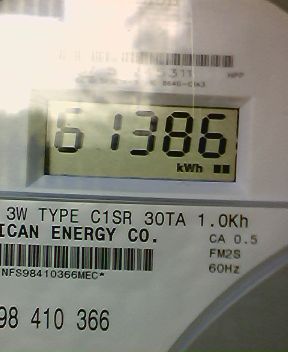 61386
kWh
3W TYPE C1SR 30TA 1.0Kh
ICAN ENERGY CO.
CA 0.5
FM2S
60Hz
NFS98410366MEC*
98 410 366